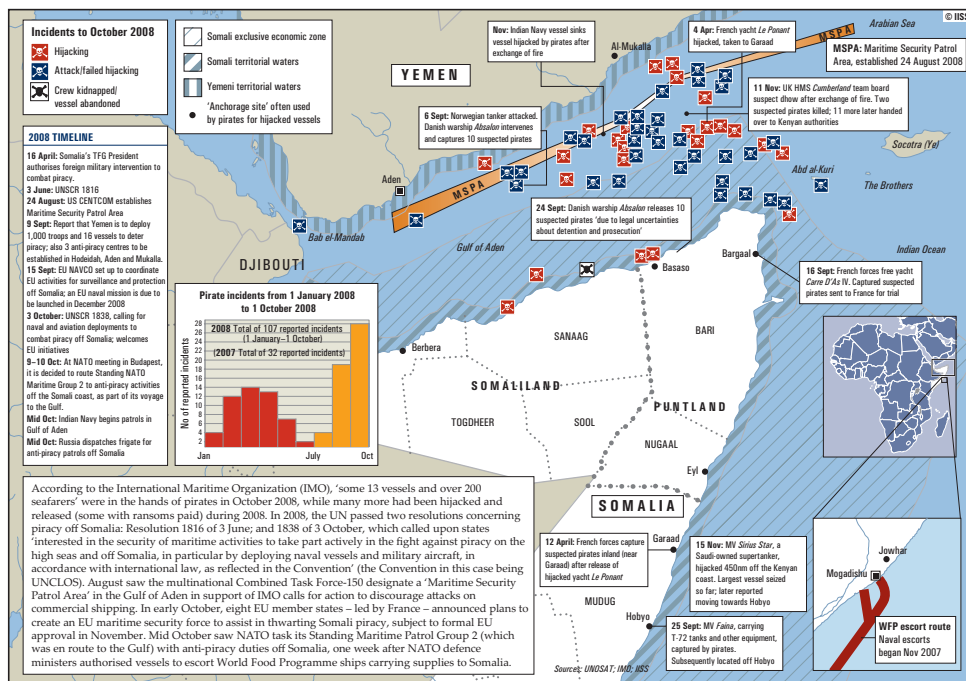 © IISS
Incidents to October 2008
Hijacking
Attack/failed hijacking
Crew kidnapped/
vessel abandoned
Somali exclusive economic zone
Somali territorial waters
Yemeni territorial waters
‘Anchorage site’ often used
by pirates for hijacked vessels
2008 TIMELINE
16 April: Somalia's TFG President
authorises foreign military intervention to
combat piracy.
3 June: UNSCR 1816
24 August: US CENTCOM establishes
Maritime Security Patrol Area
9 Sept: Report that Yemen is to deploy
1,000 troops and 16 vessels to deter
piracy; also 3 anti-piracy centres to be
established in Hodeidah, Aden and Mukalla.
15 Sept: EU NAVCO set up to coordinate
EU activities for surveillance and protection
off Somalia; an EU naval mission is due to
be launched in December 2008
3 October: UNSCR 1838, calling for
naval and aviation deployments to
combat piracy off Somalia; welcomes
EU initiatives
9–10 Oct: At NATO meeting in Budapest,
it is decided to route Standing NATO
Maritime Group 2 to anti-piracy activities
off the Somali coast, as part of its voyage
to the Gulf.
Mid Oct: Indian Navy begins patrols in
Gulf of Aden
Mid Oct: Russia dispatches frigate for
anti-piracy patrols off Somalia
Nov: Indian Navy vessel sinks
vessel hijacked by pirates after
exchange of fire
4 Apr: French yacht Le Ponant
hijacked, taken to Garaad
Arabian Sea
MSPA
MSPA: Maritime Security Patrol
Area, established 24 August 2008
Al-Mukalla
YEMEN
6 Sept: Norwegian tanker attacked.
Danish warship Absalon intervenes
and captures 10 suspected pirates
11 Nov: UK HMS Cumberland team board
suspect dhow after exchange of fire. Two
suspected pirates killed; 11 more later handed
over to Kenyan authorities
Socotra (Ye)
Abd al-Kuri
The Brothers
Aden
MSPA
24 Sept: Danish warship Absalon releases 10
suspected pirates ‘due to legal uncertainties
about detention and prosecution’
Bab el-Mandab
Gulf of Aden
Indian Ocean
DJIBOUTI
Basaso
Bargaal
16 Sept: French forces free yacht
Carre D'As IV. Captured suspected
pirates sent to France for trial
Pirate incidents from 1 January 2008
to 1 October 2008
2008 Total of 107 reported incidents
(1 January–1 October)
(2007 Total of 32 reported incidents)
No of reported incidents
28
26
24
22
20
18
16
14
12
10
8
6
4
2
Jan
July
Oct
Berbera
SANAAG
BARI
SOMALILAND
TOGDHEER
SOOL
PUNTLAND
NUGAAL
Eyl
SOMALIA
According to the International Maritime Organization (IMO), ‘some 13 vessels and over 200
seafarers’ were in the hands of pirates in October 2008, while many more had been hijacked and
released (some with ransoms paid) during 2008. In 2008, the UN passed two resolutions concerning
piracy off Somalia: Resolution 1816 of 3 June; and 1838 of 3 October, which called upon states
‘interested in the security of maritime activities to take part actively in the fight against piracy on the
high seas and off Somalia, in particular by deploying naval vessels and military aircraft, in
accordance with international law, as reflected in the Convention’ (the Convention in this case being
UNCLOS). August saw the multinational Combined Task Force-150 designate a ‘Maritime Security
Patrol Area’ in the Gulf of Aden in support of IMO calls for action to discourage attacks on
commercial shipping. In early October, eight EU member states – led by France – announced plans to
create an EU maritime security force to assist in thwarting Somali piracy, subject to formal EU
approval in November. Mid October saw NATO task its Standing Maritime Patrol Group 2 (which
was en route to the Gulf) with anti-piracy duties off Somalia, one week after NATO defence
ministers authorised vessels to escort World Food Programme ships carrying supplies to Somalia.
12 April: French forces capture
suspected pirates inland (near
Garaad) after release of
hijacked yacht Le Ponant
Garaad
15 Nov: MV Sirius Star, a
Saudi-owned supertanker,
hijacked 450nm off the Kenyan
coast. Largest vessel seized
so far; later reported
moving towards Hobyo
MUDUG
Hobyo
25 Sept: MV Faina, carrying
T-72 tanks and other equipment,
captured by pirates.
Subsequently located off Hobyo
Sources: UNOSAT; IMO; IISS
Jowhar
Mogadishu
WFP escort route
Naval escorts
began Nov 2007